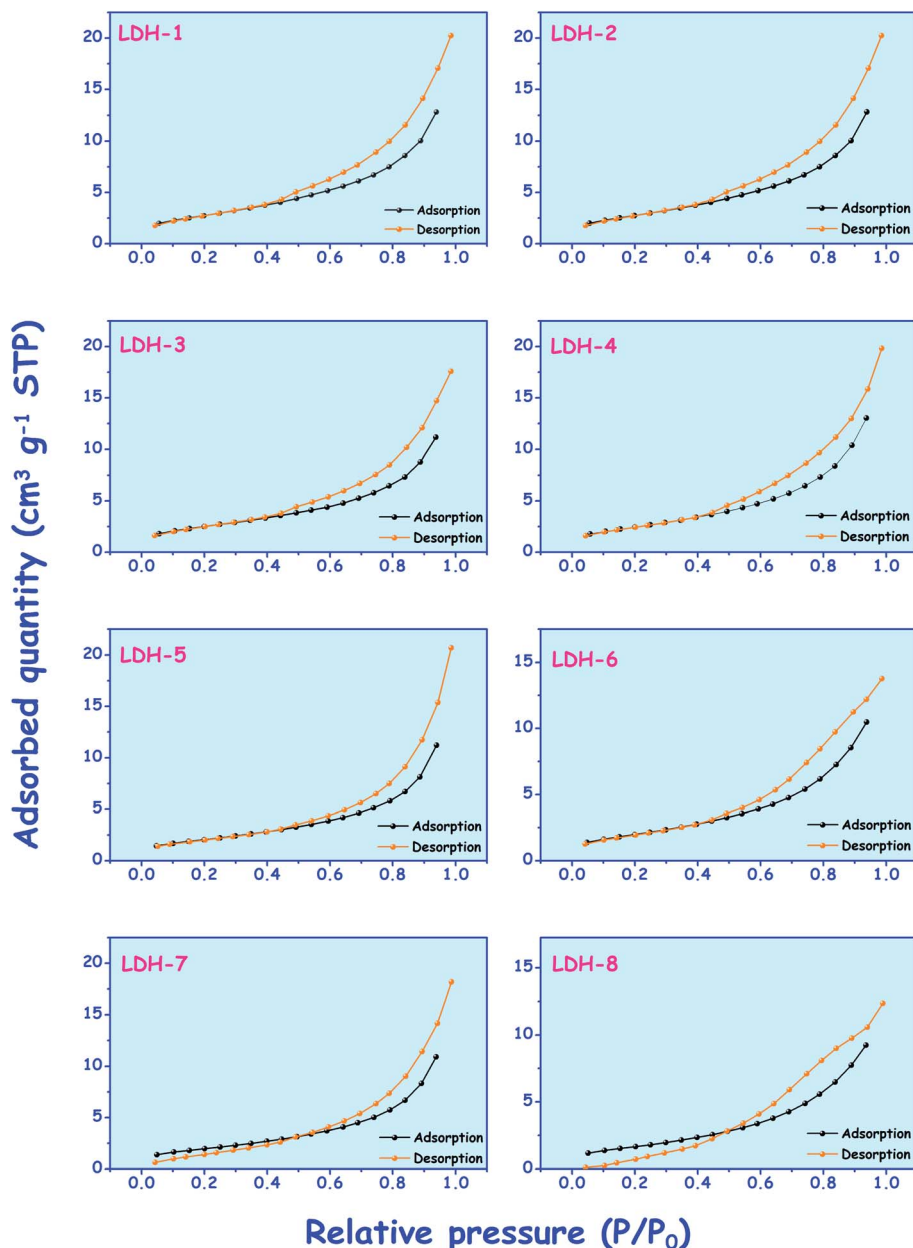 LDH-1
20
15
10
5
0
Adsorption
Desorption
0.0 0.2 0.4 0.6 0.8 1.0
LDH-2
20
15
10
5
0
Adsorption
Desorption
0.0 0.2 0.4 0.6 0.8 1.0
LDH-3
20
15
10
5
0
Adsorption
Desorption
0.0 0.2 0.4 0.6 0.8 1.0
LDH-4
20
15
10
5
0
Adsorption
Desorption
0.0 0.2 0.4 0.6 0.8 1.0
Adsorbed quantity (cm³ g⁻¹ STP)
LDH-5
20
15
10
5
0
Adsorption
Desorption
0.0 0.2 0.4 0.6 0.8 1.0
LDH-6
15
10
5
0
Adsorption
Desorption
0.0 0.2 0.4 0.6 0.8 1.0
LDH-7
20
15
10
5
0
Adsorption
Desorption
0.0 0.2 0.4 0.6 0.8 1.0
LDH-8
15
10
5
0
Adsorption
Desorption
0.0 0.2 0.4 0.6 0.8 1.0
Relative pressure (P/P₀)